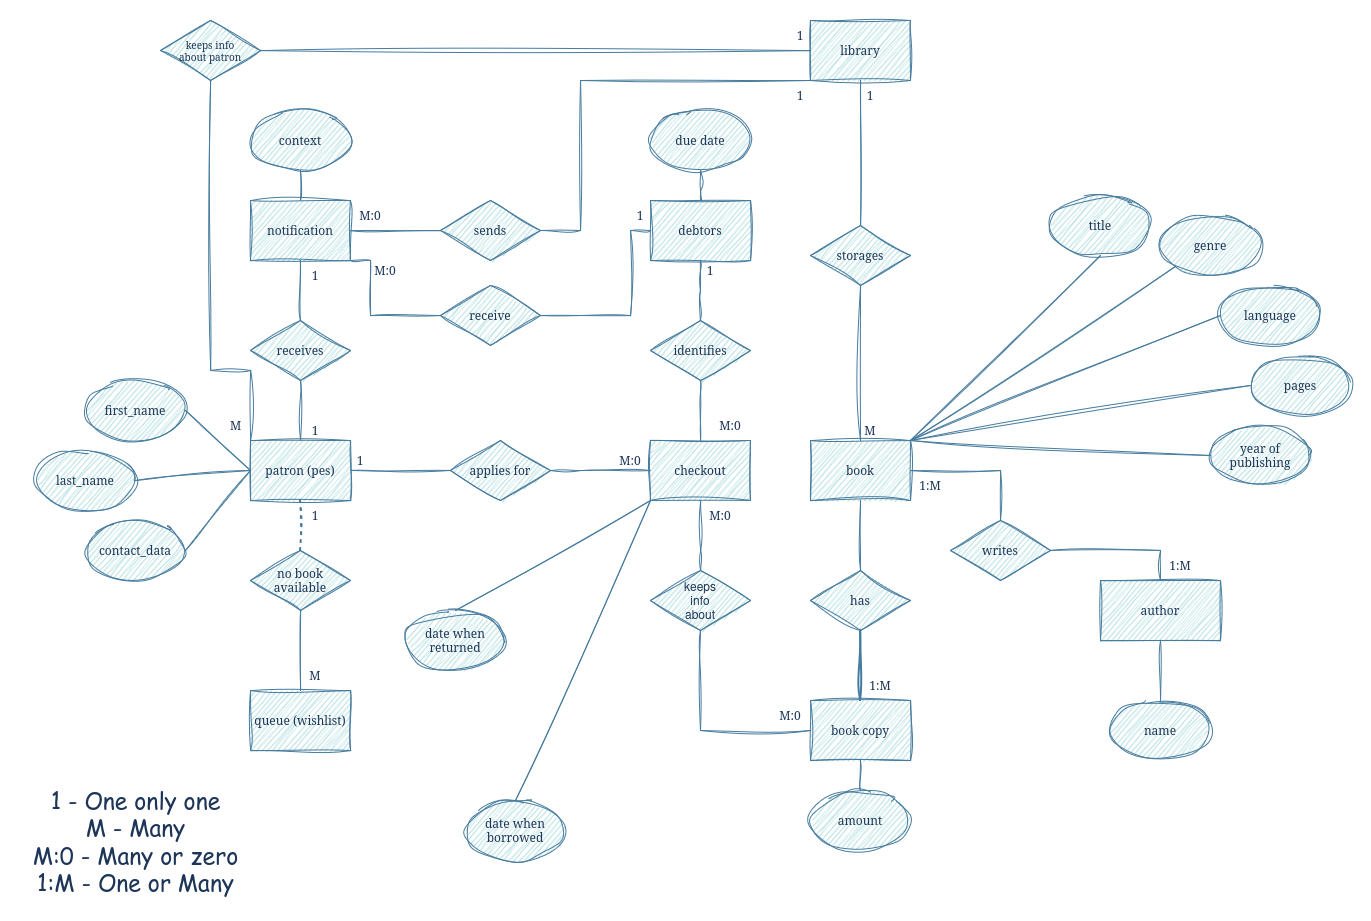 keeps info
about patron
1
library
1
1
context
due date
notification
M:0
sends
1
debtors
title
genre
storages
1
M:0
1
receive
language
receives
identifies
pages
first_name
M
1
M:0
M
patron (pes)
1
applies for
M:0
checkout
book
year of
publishing
last_name
1:M
1
M:0
contact_data
no book
available
writes
keeps
info
about
has
1:M
author
date when
returned
M
1:M
queue (wishlist)
M:0
book copy
name
amount
date when
borrowed
1 - One only one
M - Many
M:0 - Many or zero
1:M - One or Many